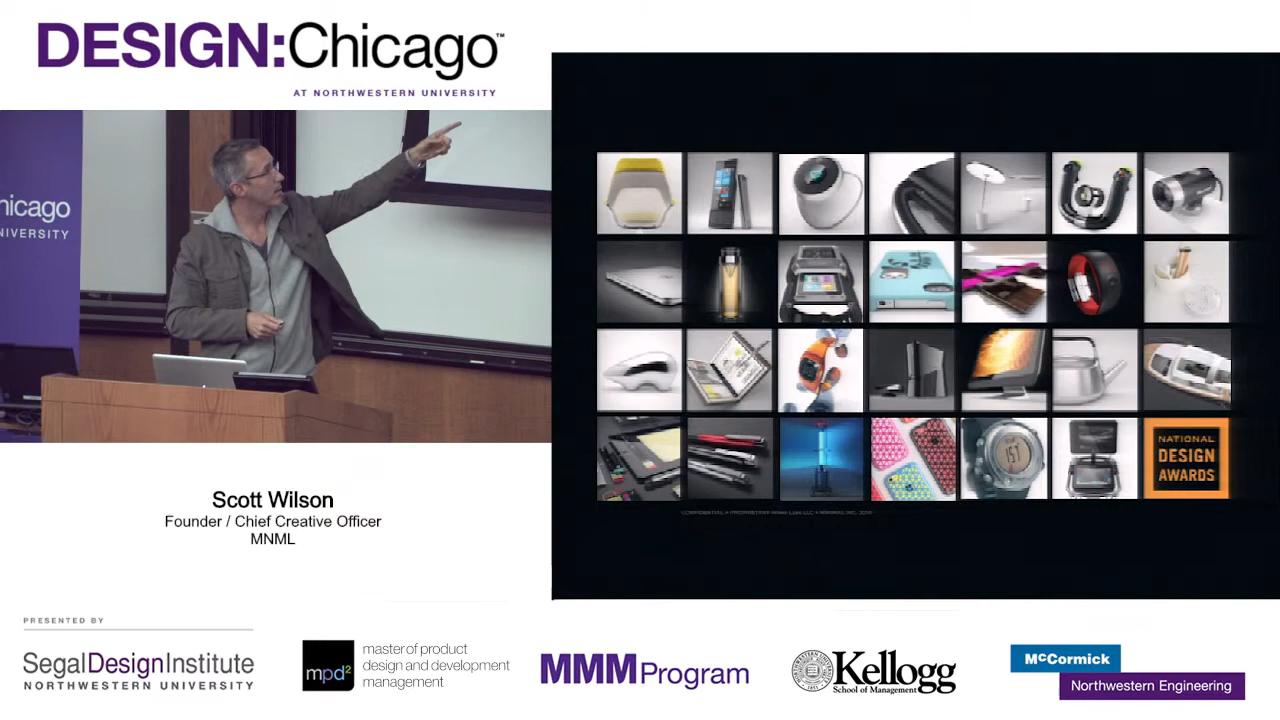 DESIGN:Chicago™
AT NORTHWESTERN UNIVERSITY
hicago
NIVERSITY
157
NATIONAL
DESIGN
AWARDS
Scott Wilson
Founder / Chief Creative Officer
MNML
PRESENTED BY
SegalDesignInstitute
NORTHWESTERN UNIVERSITY
mpd²
master of product
design and development
management
MMM Program
Kellogg
School of Management
McCormick
Northwestern Engineering